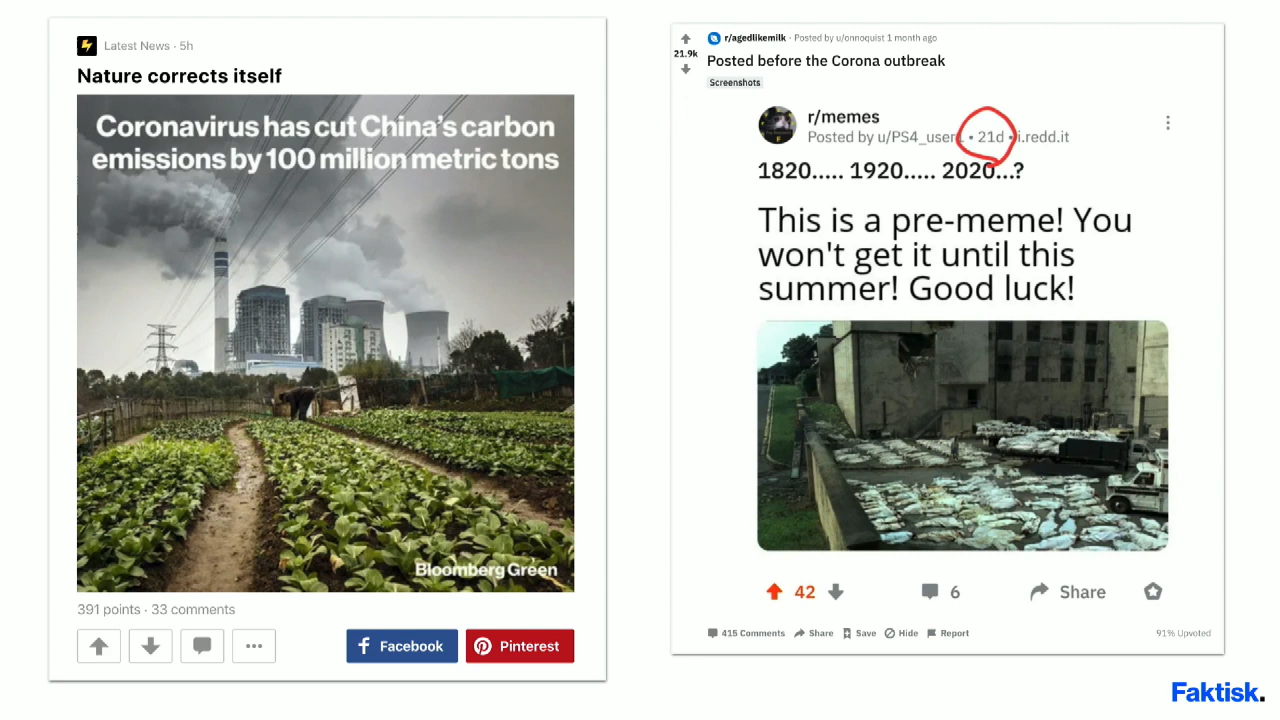 Latest News · 5h
Nature corrects itself
Coronavirus has cut China's carbon
emissions by 100 million metric tons
Bloomberg Green
391 points · 33 comments
Facebook
Pinterest
21.9k
r/agedlikemilk · Posted by u/onnoquist 1 month ago
Posted before the Corona outbreak
Screenshots
r/memes
Posted by u/PS4_user1 • 21d • i.redd.it
1820..... 1920..... 2020...?
This is a pre-meme! You
won't get it until this
summer! Good luck!
42
6
Share
415 Comments
Share
Save
Hide
Report
91% Upvoted
Faktisk.